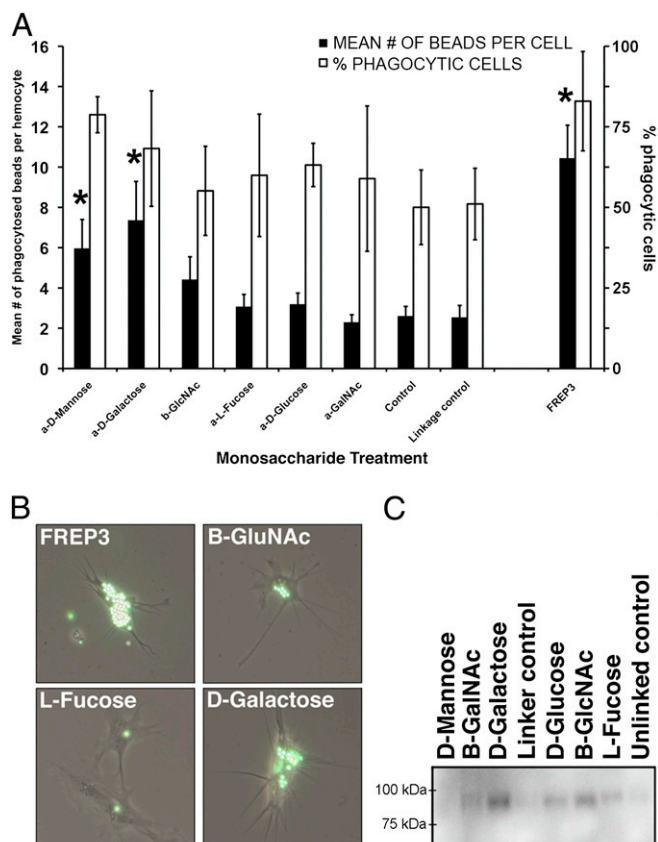 A
MEAN # OF BEADS PER CELL
% PHAGOCYTIC CELLS
Mean # of phagocytosed beads per hemocyte
16
14
12
10
8
6
4
2
0
100
75
50
25
0
% phagocytic cells
* * *
a-D-Mannose
a-D-Galactose
b-GlcNAc
a-L-Fucose
a-D-Glucose
a-GalNAc
Control
Linkage control
FREP3
Monosaccharide Treatment
B
FREP3
B-GluNAc
L-Fucose
D-Galactose
C
D-Mannose
B-GalNAC
D-Galactose
Linker control
D-Glucose
B-GlcNAc
L-Fucose
Unlinked control
100 kDa
75 kDa